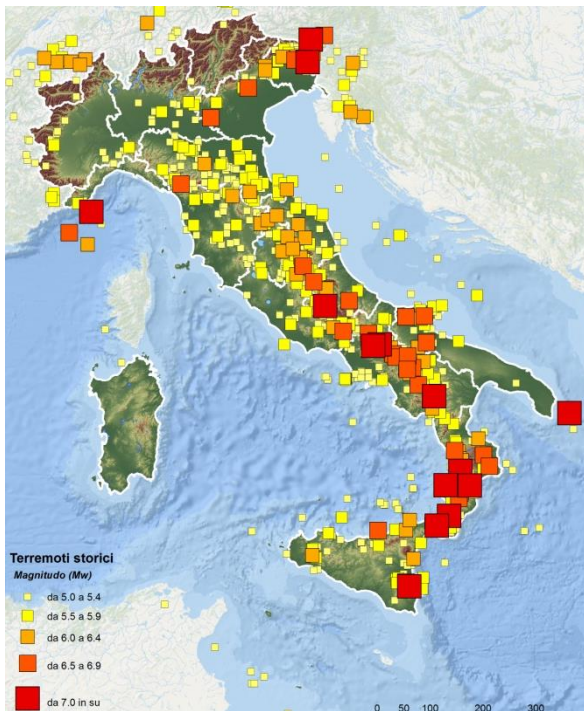 Terremoti storici
Magnitudo (Mw)
da 5.0 a 5.4
da 5.5 a 5.9
da 6.0 a 6.4
da 6.5 a 6.9
da 7.0 in su
0 50 100 200 300